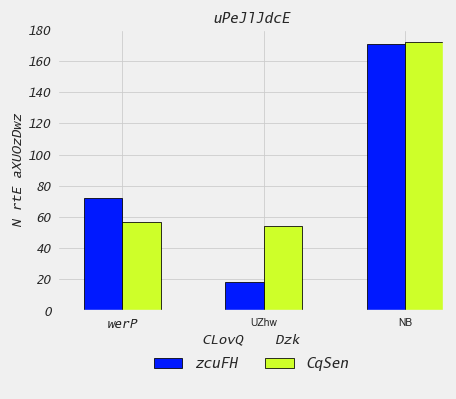 uPeJlJdcE
180
160
140
120
100
80
60
40
20
0
N rtE aXUOzDwz
werP UZhw NB
CLovQ Dzk
zcuFH CqSen